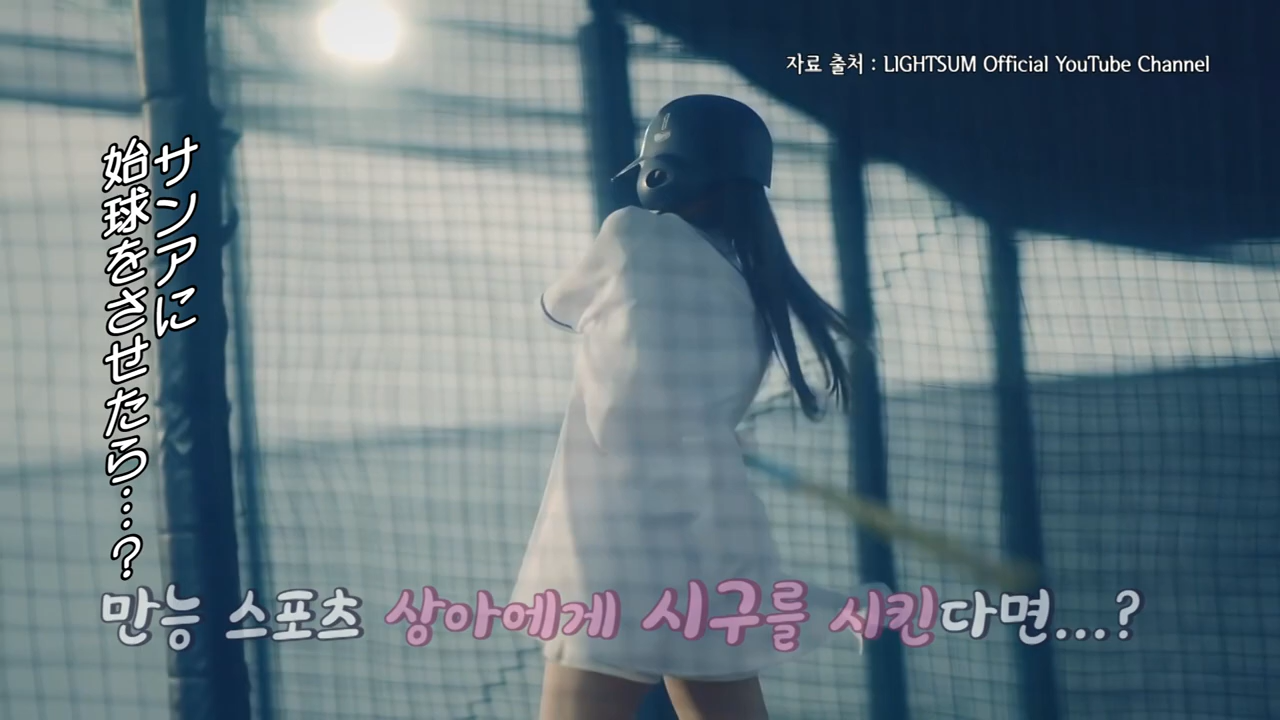 자료 출처 : LIGHTSUM Official YouTube Channel
サンアに
始球をさせたら…?
만능 스포츠 상아에게 시구를 시킨다면...?